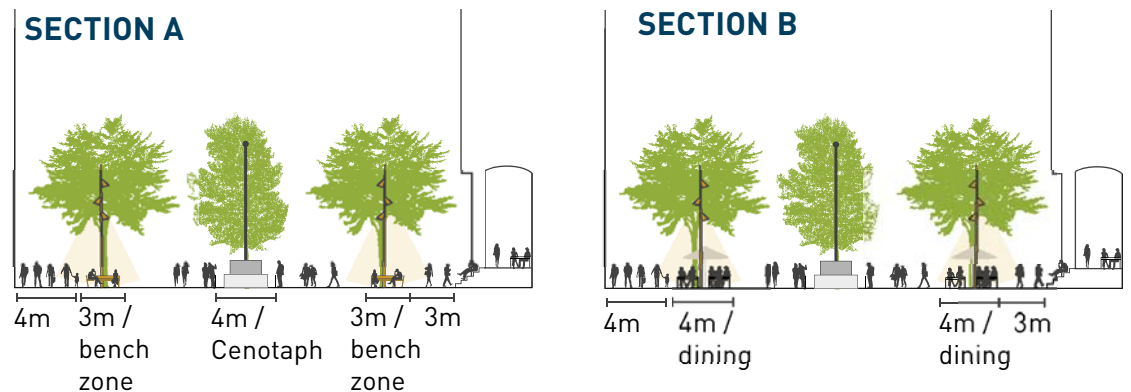 SECTION A
4m
3m /
bench
zone
4m /
Cenotaph
3m /
bench
zone
3m
SECTION B
4m
4m /
dining
4m /
dining
3m